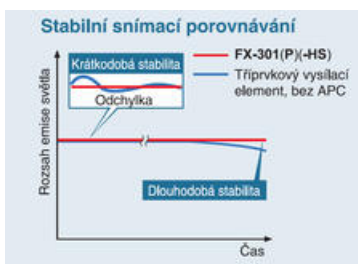 Stabilní snímací porovnávání
Krátkodobá stabilita
Odchylka
FX-301(P)(-HS)
Tříprvkový vysílací
element, bez APC
Rozsah emise světla
Dlouhodobá stabilita
Čas